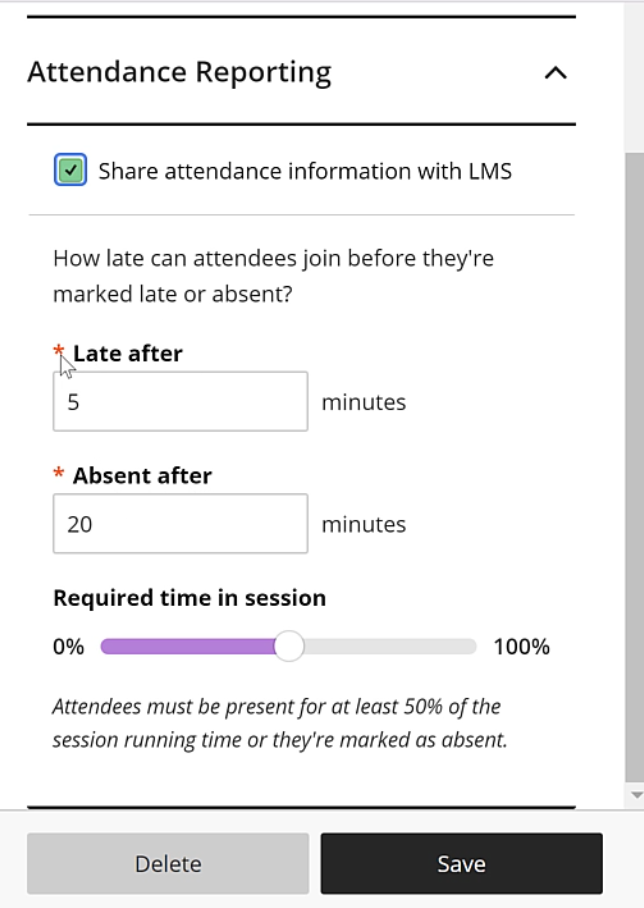 Attendance Reporting
Share attendance information with LMS
How late can attendees join before they're
marked late or absent?
* Late after
5 minutes
* Absent after
20 minutes
Required time in session
0% 100%
Attendees must be present for at least 50% of the
session running time or they're marked as absent.
Delete Save